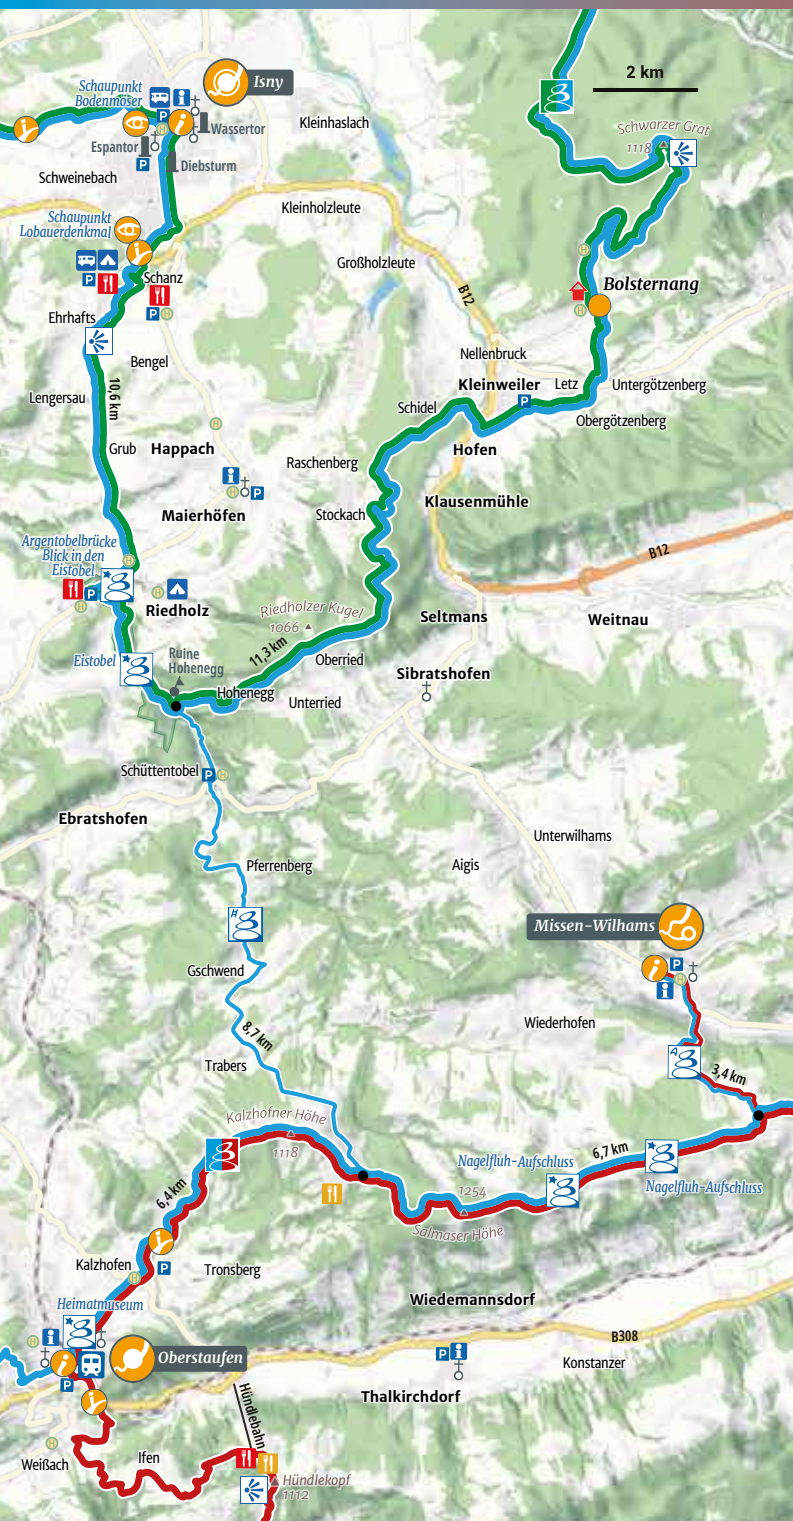 2 km
Schaupunkt
Bodenmöser
Isny
Wassertor
Espantor
Diebsturm
Kleinhaslach
Schwarzer Grat
1118
Schweinebach
Kleinholzleute
Schaupunkt
Lobauerdenkmal
Großholzleute
Schanz
B12
Bolsternang
Ehrhafts
Bengel
Nellenbruck
Kleinweiler
Letz
Untergötzenberg
10,6 km
Lengersau
Schidel
Obergötzenberg
Grub
Happach
Hofen
Raschenberg
Maierhöfen
Stockach
Klausenmühle
Argentobelbrücke
Blick in den
Eistobel
B12
Riedholz
Riedholzer Kugel
1066
Seltmans
Weitnau
11,3 km
Ruine
Hohenegg
Eistobel
Oberried
Sibratshofen
Hohenegg
Unterried
Schüttentobel
Ebratshofen
Unterwilhams
Pferrenberg
Aigis
Missen-Wilhams
Gschwend
Wiederhofen
8,7 km
Trabers
3,4 km
Kalzhofner Höhe
1118
6,7 km
Nagelfluh-Aufschluss
Nagelfluh-Aufschluss
6,4 km
1254
Salmaser Höhe
Kalzhofen
Tronsberg
Wiedemannsdorf
Heimatmuseum
B308
Oberstaufen
Konstanzer
Thalkirchdorf
Hündlebahn
Weißach
Ifen
Hündlekopf
1112